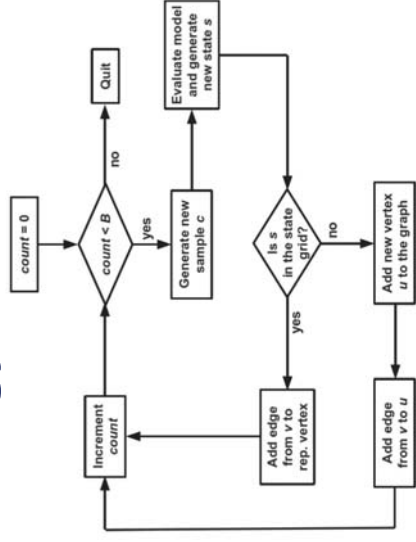 count = 0
count < B
no
Quit
yes
Generate new
sample c
Evaluate model
and generate
new state s
Is s
in the state
grid?
yes
no
Add edge
from v to
rep. vertex
Add new vertex
u to the graph
Add edge
from v to u
Increment
count